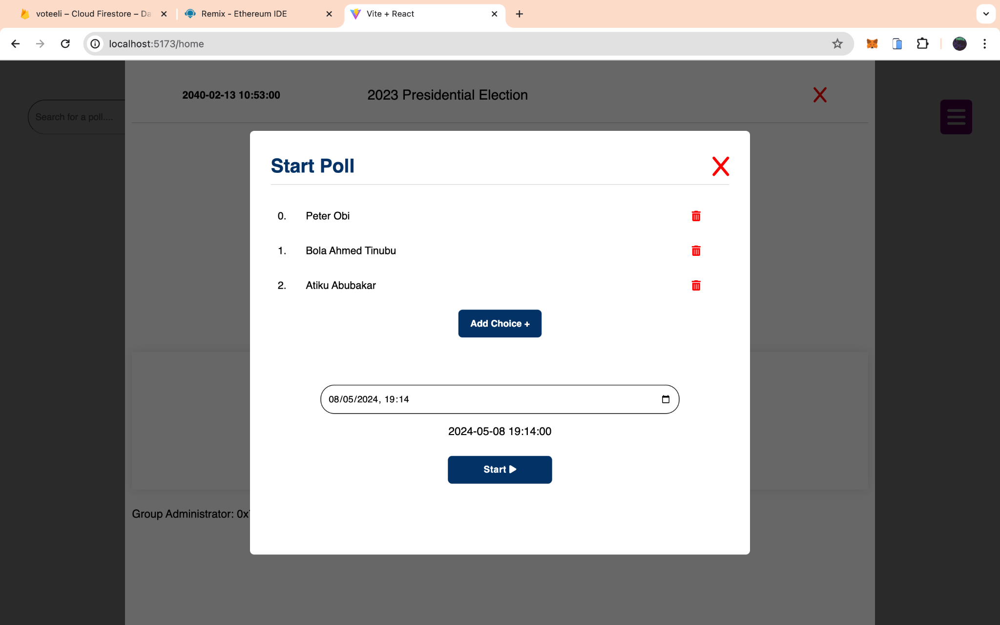 voteeli – Cloud Firestore – Da
Remix - Ethereum IDE
Vite + React
localhost:5173/home
2040-02-13 10:53:00
2023 Presidential Election
Search for a poll....
Start Poll
0. Peter Obi
1. Bola Ahmed Tinubu
2. Atiku Abubakar
Add Choice +
08/05/2024, 19:14
2024-05-08 19:14:00
Start
Group Administrator: 0x